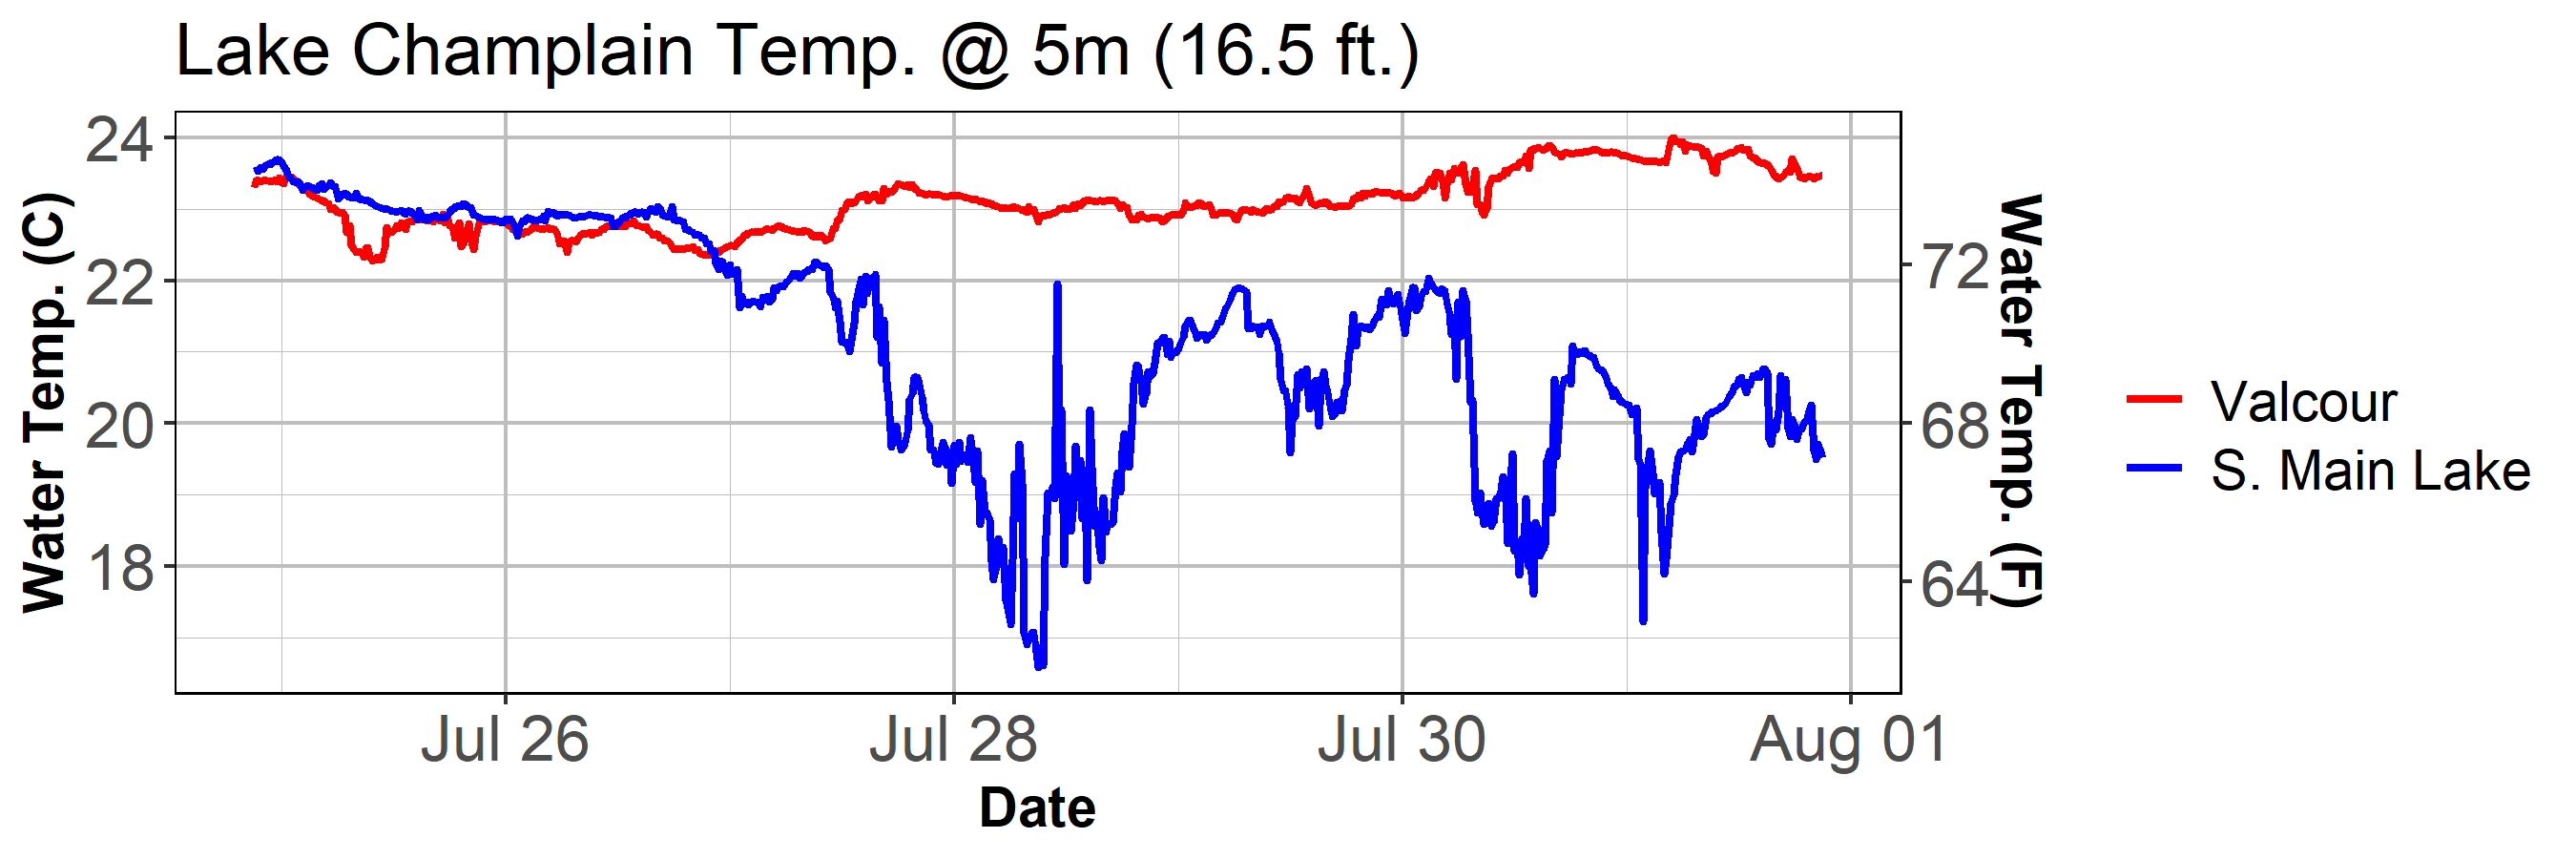 Lake Champlain Temp. @ 5m (16.5 ft.)
Water Temp. (C)
24
22
20
18
72
68
64
Water Temp. (F)
Jul 26
Jul 28
Jul 30
Aug 01
Date
Valcour
S. Main Lake